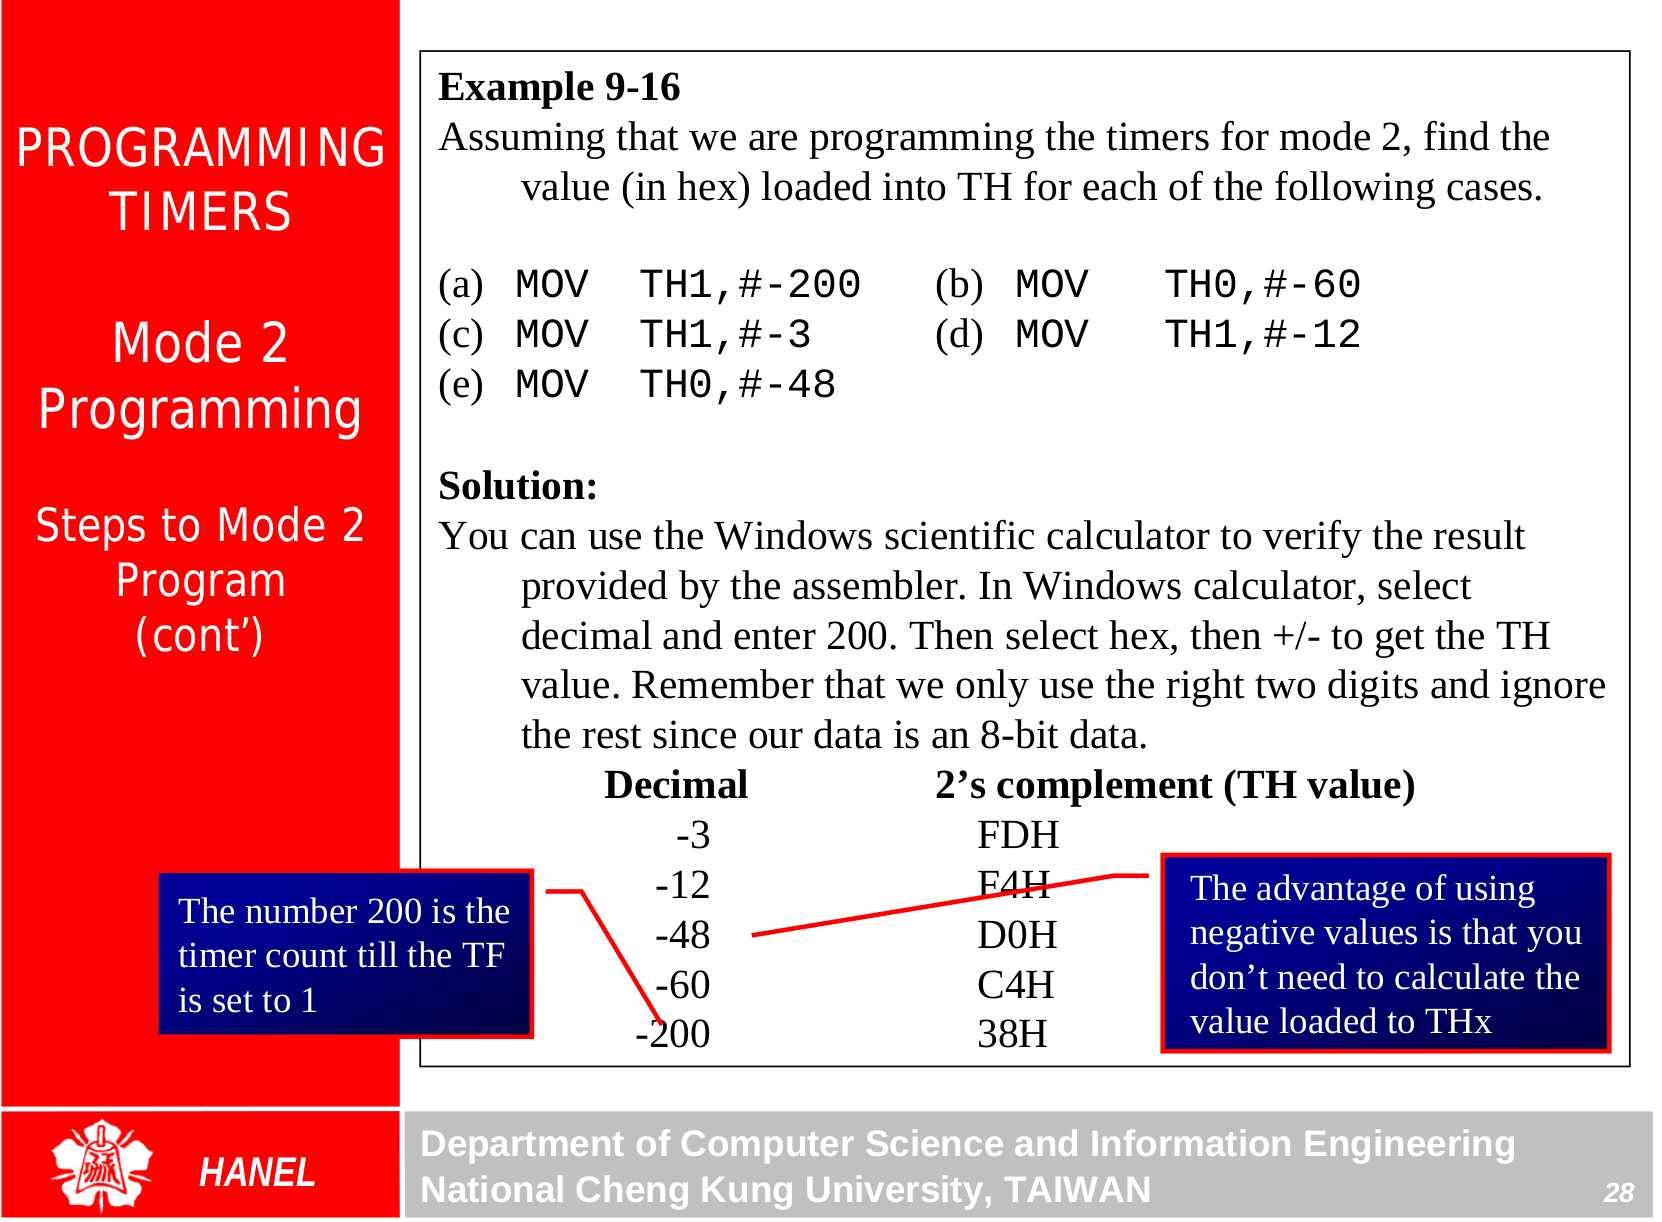 PROGRAMMING
TIMERS
Mode 2
Programming
Steps to Mode 2
Program
(cont’)
Example 9-16
Assuming that we are programming the timers for mode 2, find the
value (in hex) loaded into TH for each of the following cases.
(a) MOV TH1,#-200 (b) MOV TH0,#-60
(c) MOV TH1,#-3 (d) MOV TH1,#-12
(e) MOV TH0,#-48
Solution:
You can use the Windows scientific calculator to verify the result
provided by the assembler. In Windows calculator, select
decimal and enter 200. Then select hex, then +/- to get the TH
value. Remember that we only use the right two digits and ignore
the rest since our data is an 8-bit data.
Decimal 2’s complement (TH value)
-3 FDH
-12 F4H
-48 D0H
-60 C4H
-200 38H
The number 200 is the
timer count till the TF
is set to 1
The advantage of using
negative values is that you
don’t need to calculate the
value loaded to THx
HANEL
Department of Computer Science and Information Engineering
National Cheng Kung University, TAIWAN
28